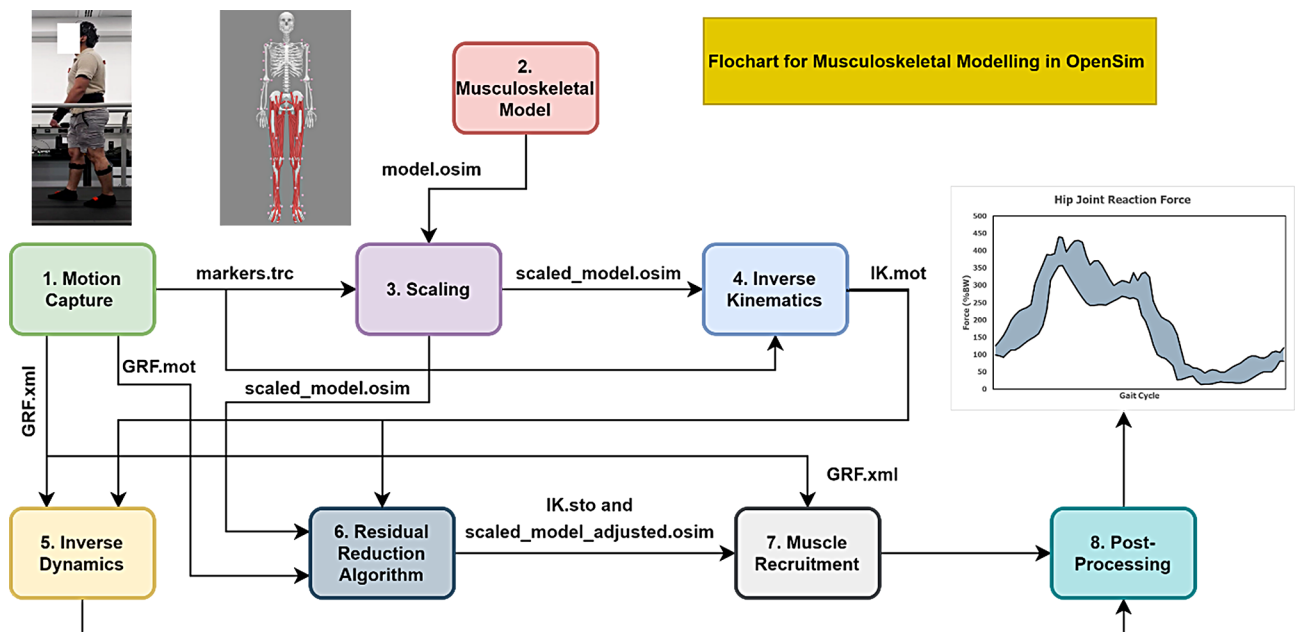 Flochart for Musculoskeletal Modelling in OpenSim
2.
Musculoskeletal
Model
model.osim
1. Motion
Capture
markers.trc
3. Scaling
scaled_model.osim
4. Inverse
Kinematics
IK.mot
Hip Joint Reaction Force
Force (%BW)
500
450
400
350
300
250
200
150
100
50
0
Gait Cycle
GRF.xml
GRF.mot
scaled_model.osim
GRF.xml
5. Inverse
Dynamics
6. Residual
Reduction
Algorithm
IK.sto and
scaled_model_adjusted.osim
7. Muscle
Recruitment
8. Post-
Processing